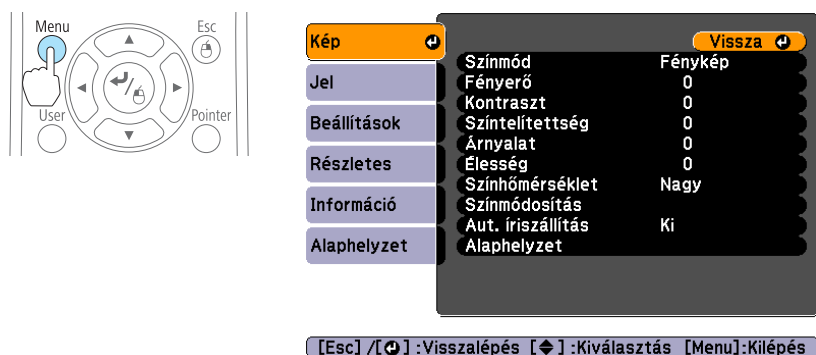 Menu
Esc
User
Pointer
Kép
Jel
Beállítások
Részletes
Információ
Alaphelyzet
Vissza
Színmód Fénykép
Fényerő 0
Kontraszt 0
Színtelítettség 0
Árnyalat 0
Élesség 0
Színhőmérséklet Nagy
Színmódosítás
Aut. íriszállítás Ki
Alaphelyzet
[Esc] /[ ] :Visszalépés [ ] :Kiválasztás [Menu]:Kilépés